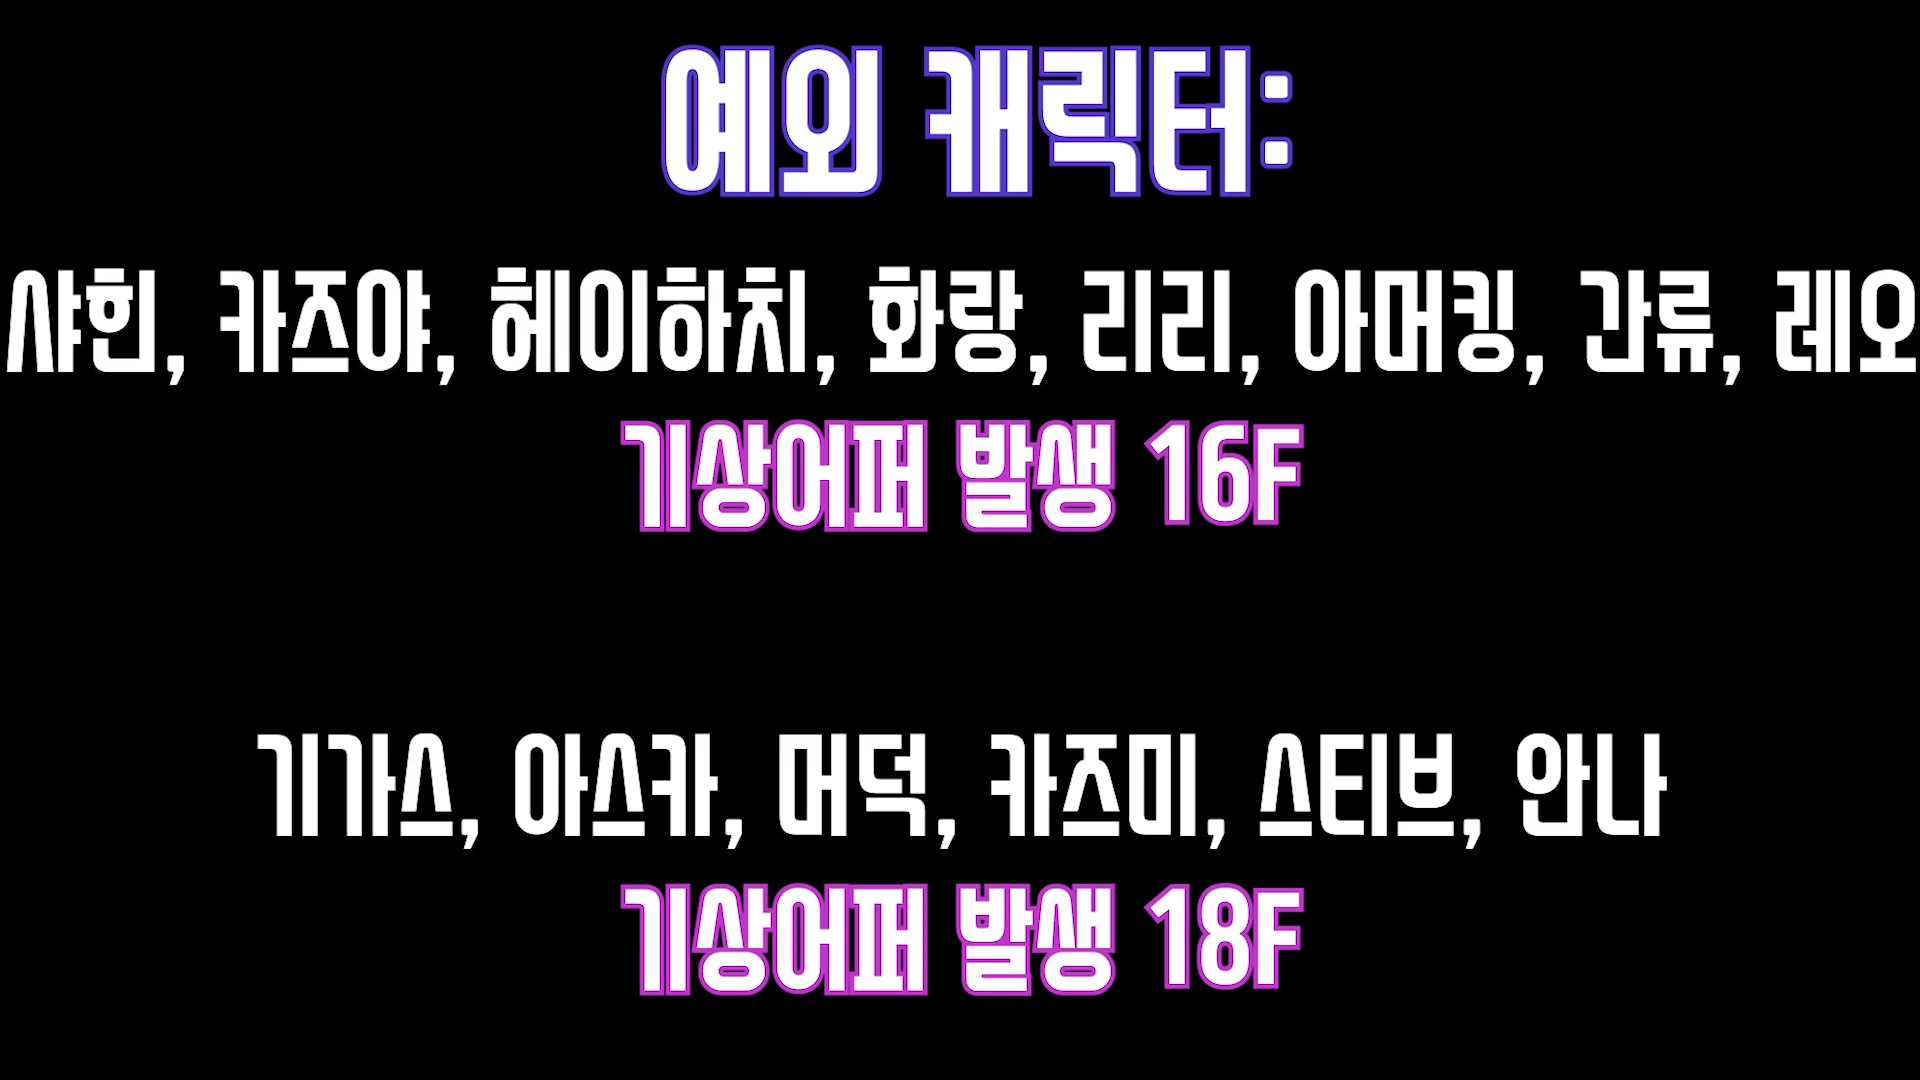 예외 캐릭터:
샤힌, 카즈야, 헤이하치, 화랑, 리리, 아머킹, 간류, 레오
기상어퍼 발생 16F
기가스, 아스카, 머덕, 카즈미, 스티브, 안나
기상어퍼 발생 18F